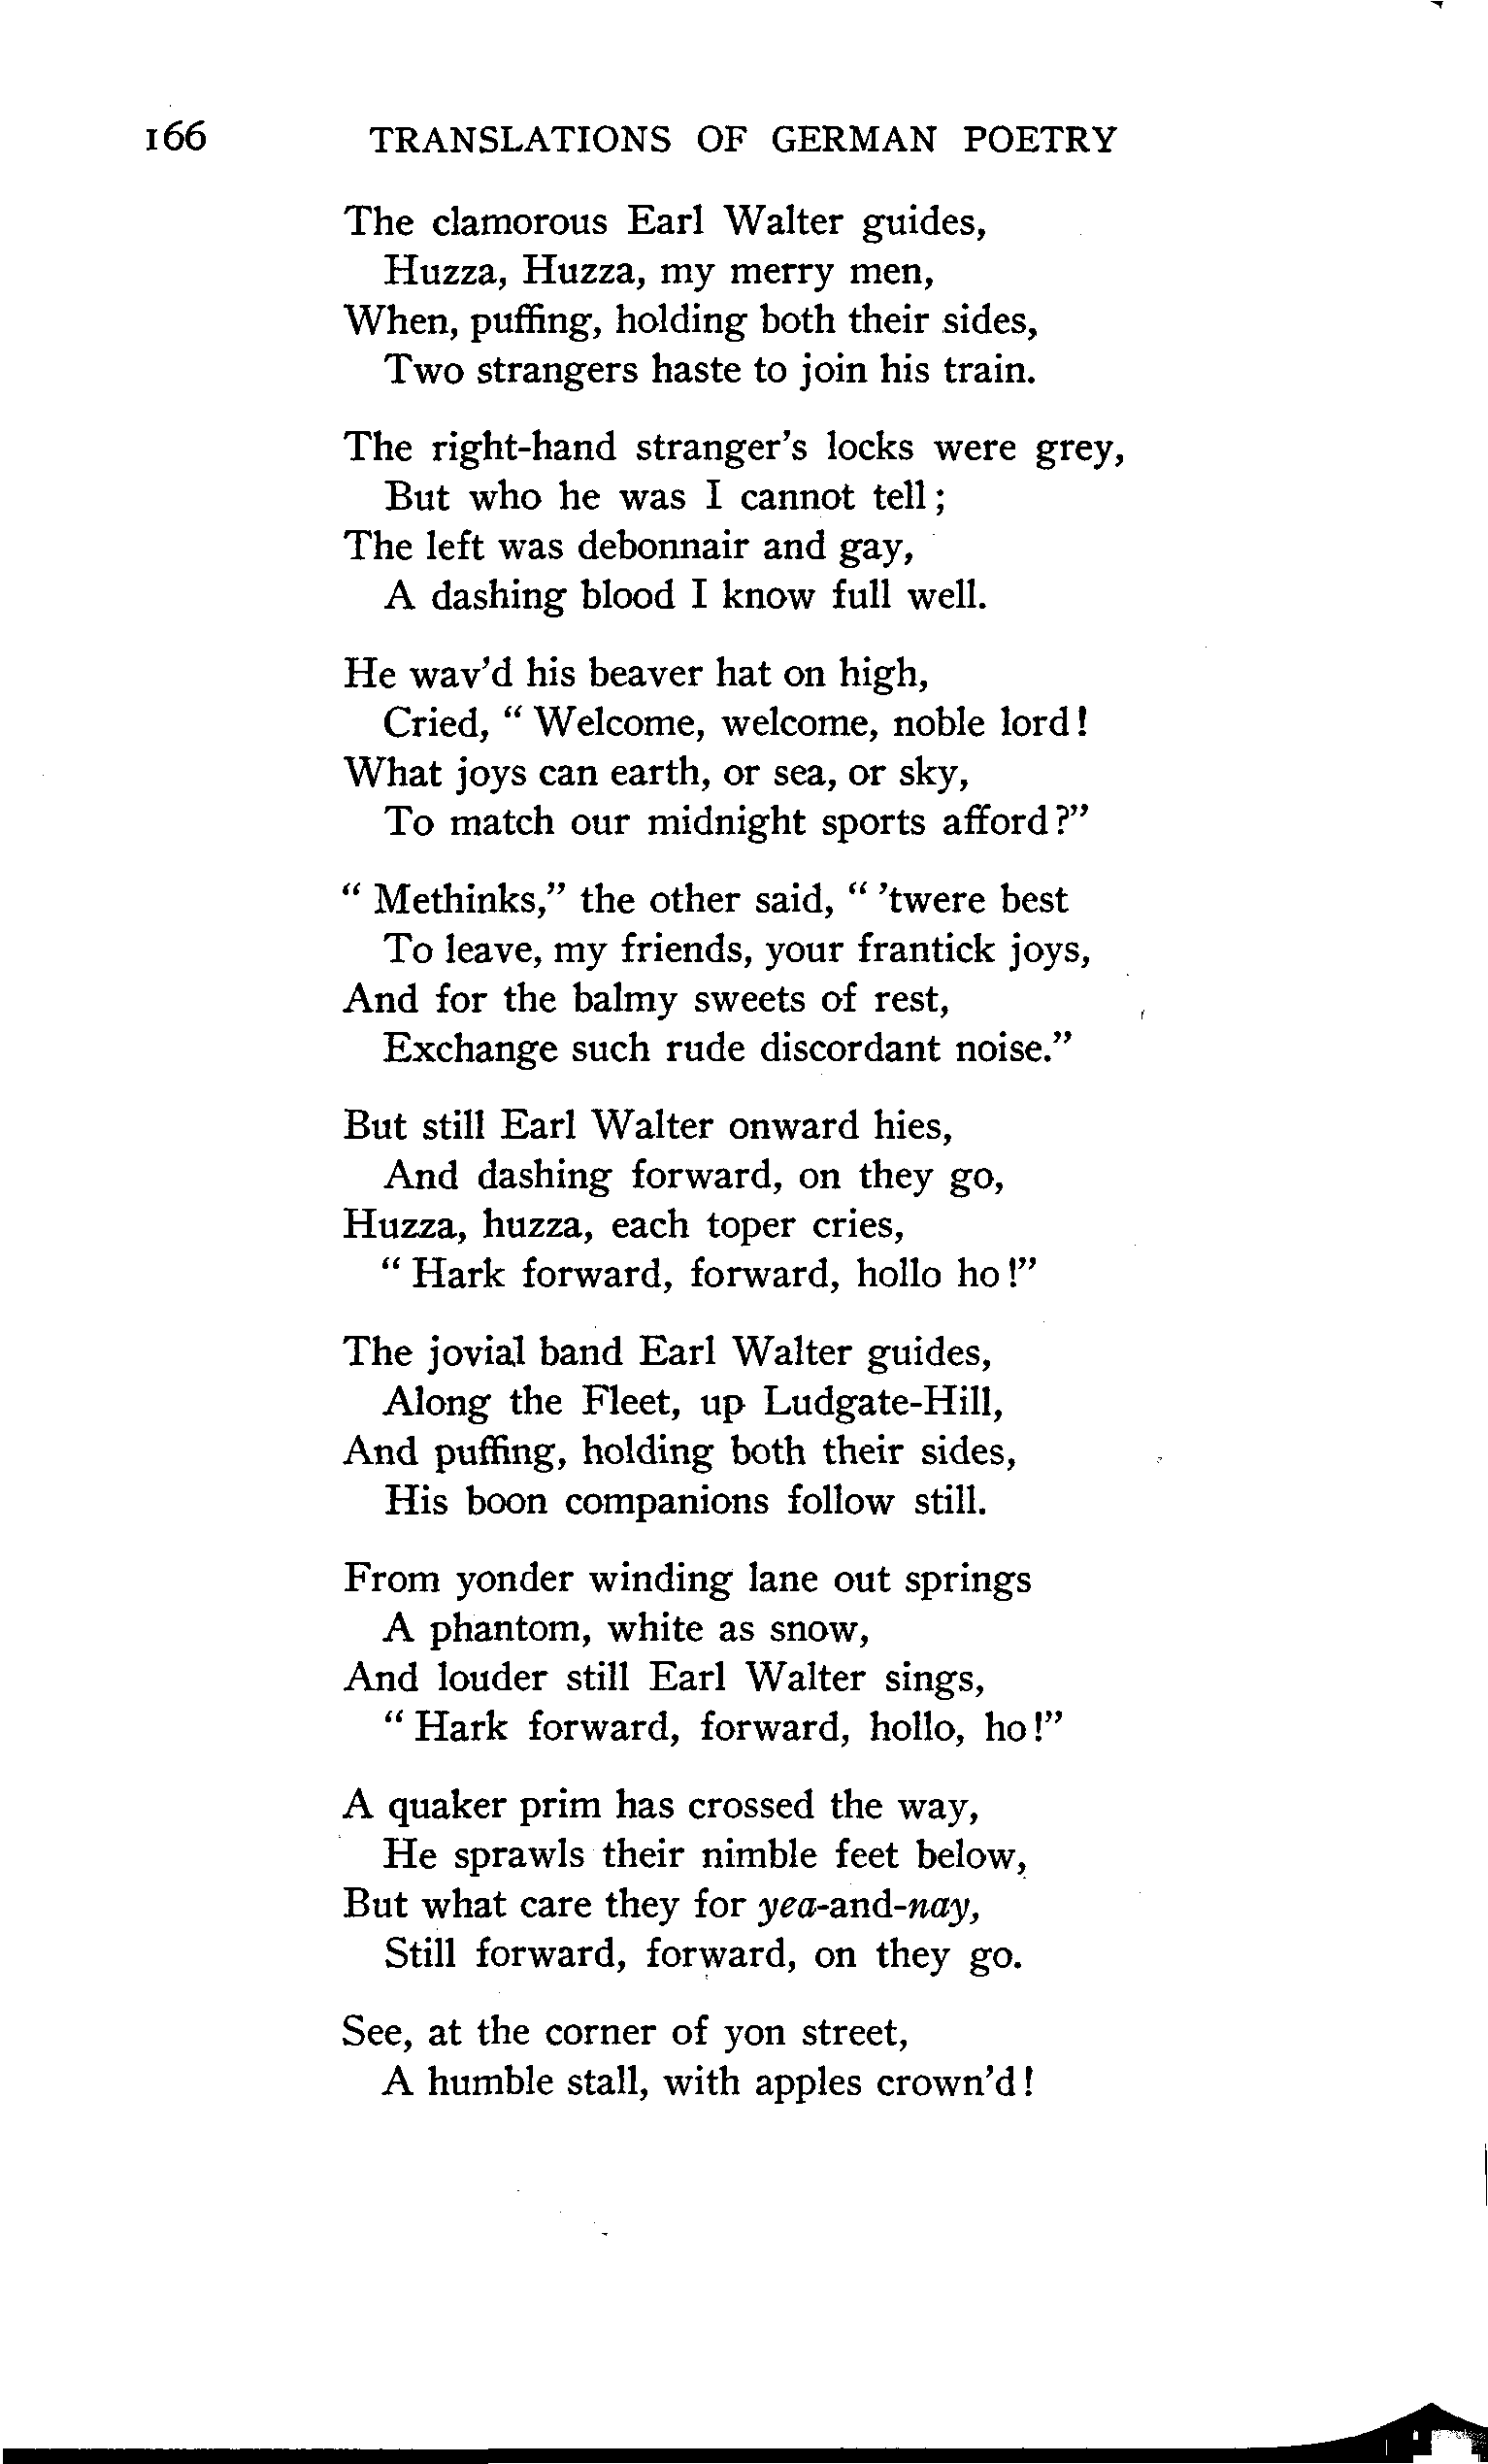 166 TRANSLATIONS OF GERMAN POETRY
The clamorous Earl Walter guides,
Huzza, Huzza, my merry men,
When, puffing, holding both their sides,
Two strangers haste to join his train.
The right-hand stranger's locks were grey,
But who he was I cannot tell;
The left was debonnair and gay,
A dashing blood I know full well.
He wav'd his beaver hat on high,
Cried, “Welcome, welcome, noble lord!
What joys can earth, or sea, or sky,
To match our midnight sports afford?”
“Methinks,” the other said, “'twere best
To leave, my friends, your frantick joys,
And for the balmy sweets of rest,
Exchange such rude discordant noise.”
But still Earl Walter onward hies,
And dashing forward, on they go,
Huzza, huzza, each toper cries,
“Hark forward, forward, hollo ho!”
The jovial band Earl Walter guides,
Along the Fleet, up Ludgate-Hill,
And puffing, holding both their sides,
His boon companions follow still.
From yonder winding lane out springs
A phantom, white as snow,
And louder still Earl Walter sings,
“Hark forward, forward, hollo, ho!”
A quaker prim has crossed the way,
He sprawls their nimble feet below,
But what care they for yea-and-nay,
Still forward, forward, on they go.
See, at the corner of yon street,
A humble stall, with apples crown'd!